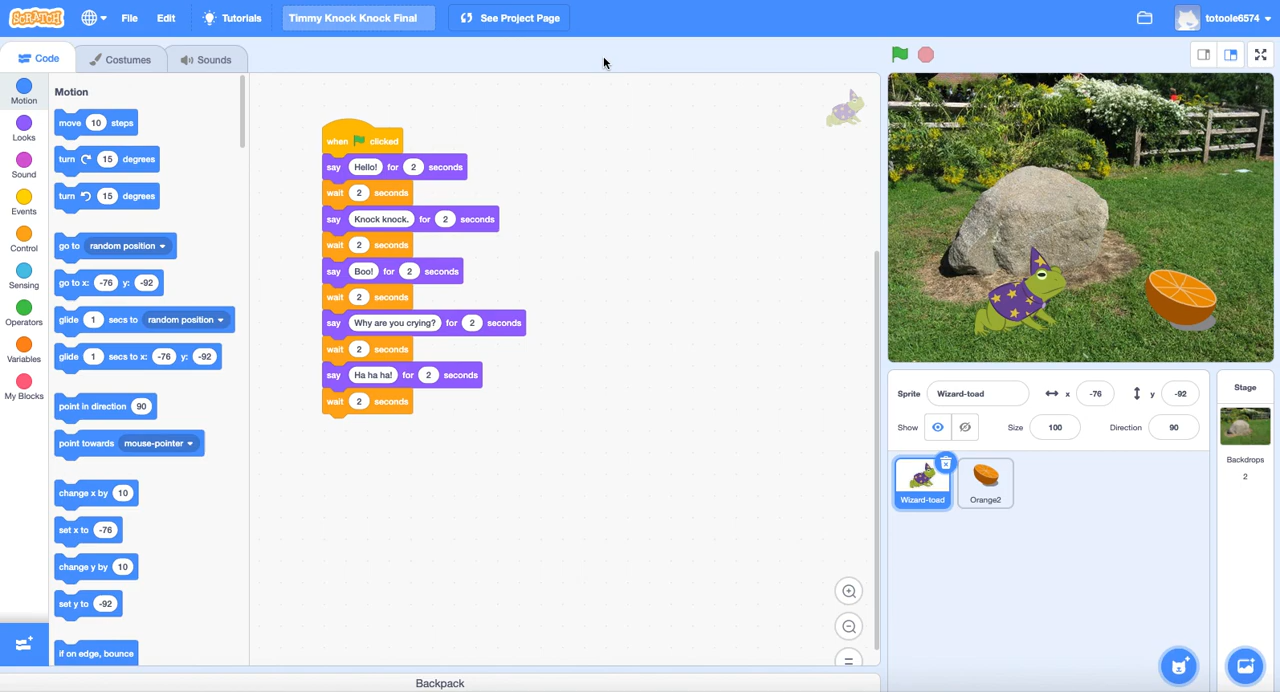 SCRATCH File Edit Tutorials Timmy Knock Knock Final See Project Page totoole6574
Code Costumes Sounds
Motion
Looks
Sound
Events
Control
Sensing
Operators
Variables
My Blocks
Motion
move 10 steps
turn 15 degrees
turn 15 degrees
go to random position
go to x: -76 y: -92
glide 1 secs to random position
glide 1 secs to x: -76 y: -92
point in direction 90
point towards mouse-pointer
change x by 10
set x to -76
change y by 10
set y to -92
if on edge, bounce
when clicked
say Hello! for 2 seconds
wait 2 seconds
say Knock knock. for 2 seconds
wait 2 seconds
say Boo! for 2 seconds
wait 2 seconds
say Why are you crying? for 2 seconds
wait 2 seconds
say Ha ha ha! for 2 seconds
wait 2 seconds
Backpack
Sprite Wizard-toad x -76 y -92
Show Size 100 Direction 90
Wizard-toad
Orange2
Stage
Backdrops
2